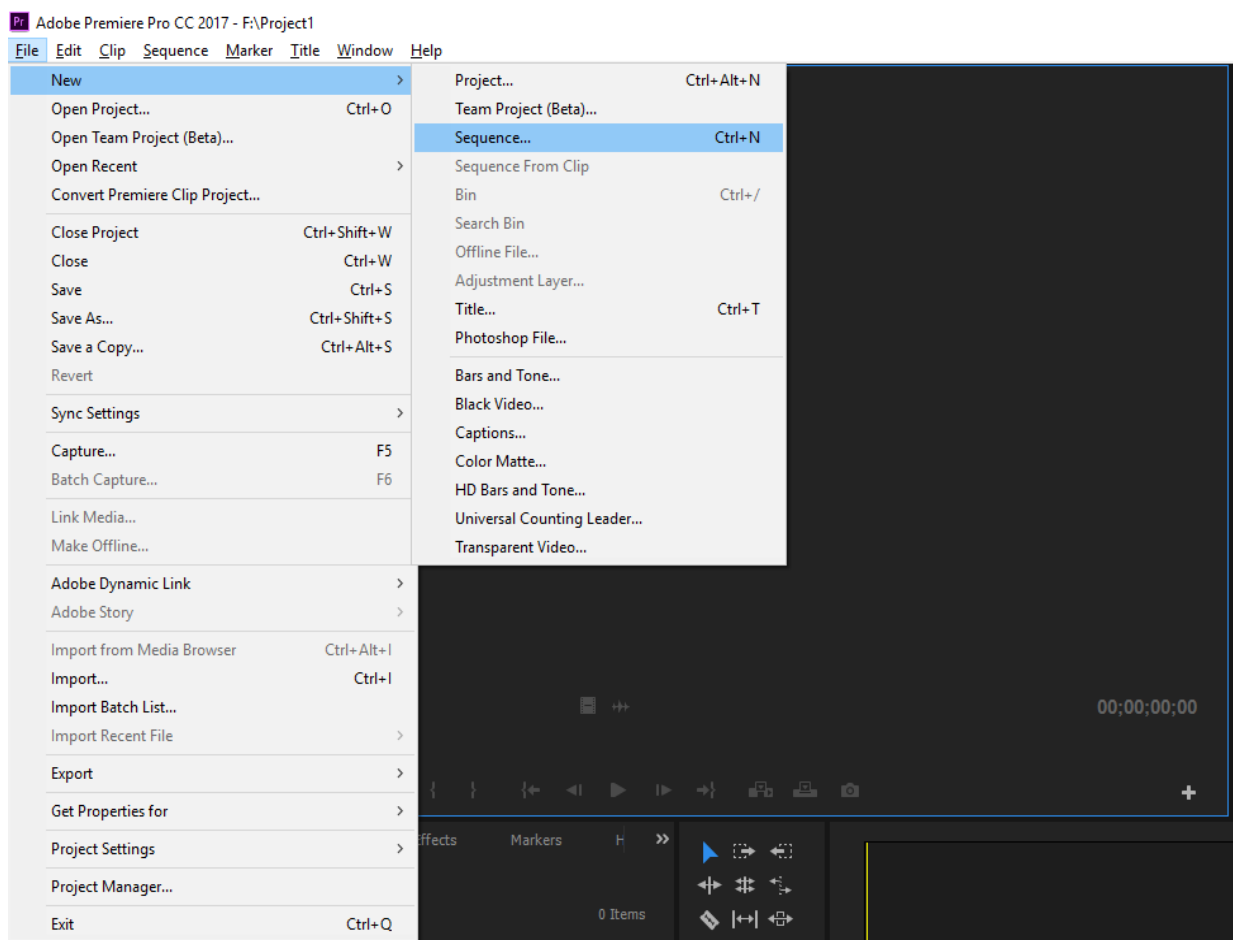 Pr Adobe Premiere Pro CC 2017 - F:\Project1
File Edit Clip Sequence Marker Title Window Help
New >
Open Project... Ctrl+O
Open Team Project (Beta)...
Open Recent >
Convert Premiere Clip Project...
Close Project Ctrl+Shift+W
Close Ctrl+W
Save Ctrl+S
Save As... Ctrl+Shift+S
Save a Copy... Ctrl+Alt+S
Revert
Sync Settings >
Capture... F5
Batch Capture... F6
Link Media...
Make Offline...
Adobe Dynamic Link >
Adobe Story >
Import from Media Browser Ctrl+Alt+I
Import... Ctrl+I
Import Batch List...
Import Recent File >
Export >
Get Properties for >
Project Settings >
Project Manager...
Exit Ctrl+Q
Project... Ctrl+Alt+N
Team Project (Beta)...
Sequence... Ctrl+N
Sequence From Clip
Bin Ctrl+/
Search Bin
Offline File...
Adjustment Layer...
Title... Ctrl+T
Photoshop File...
Bars and Tone...
Black Video...
Captions...
Color Matte...
HD Bars and Tone...
Universal Counting Leader...
Transparent Video...
00;00;00;00
ffects Markers H
0 Items